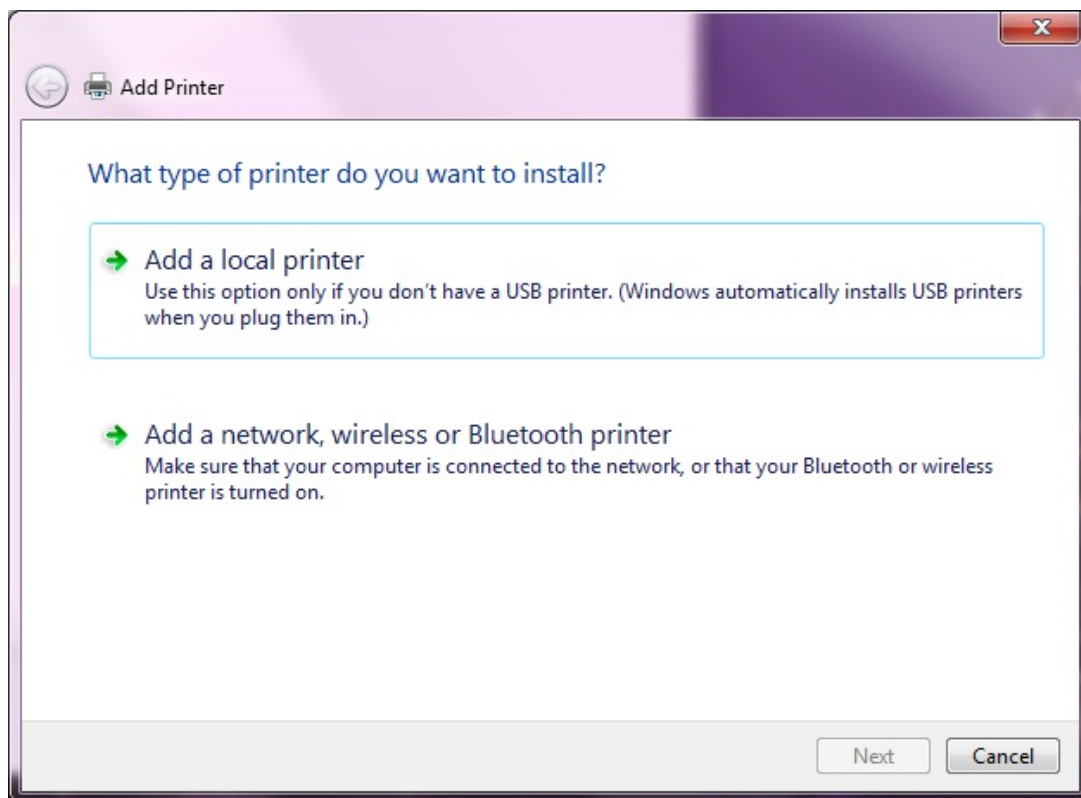 Add Printer
What type of printer do you want to install?
Add a local printer
Use this option only if you don't have a USB printer. (Windows automatically installs USB printers
when you plug them in.)
Add a network, wireless or Bluetooth printer
Make sure that your computer is connected to the network, or that your Bluetooth or wireless
printer is turned on.
Next Cancel